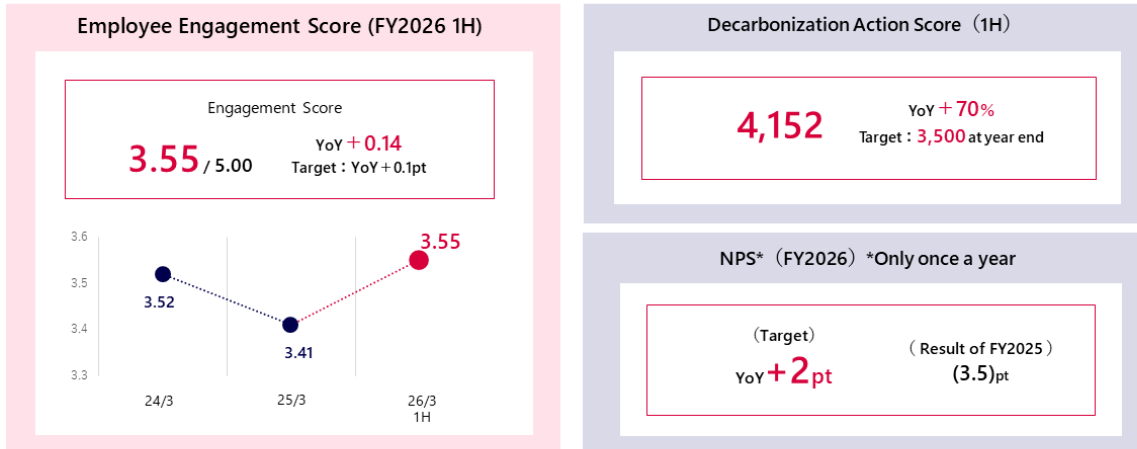 Employee Engagement Score (FY2026 1H)
Engagement Score
3.55 / 5.00
YoY +0.14
Target：YoY＋0.1pt
3.6
3.5
3.4
3.3
3.52
3.41
3.55
24/3
25/3
26/3
1H
Decarbonization Action Score（1H）
4,152
YoY ＋70%
Target：3,500 at year end
NPS*（FY2026）*Only once a year
（Target）
YoY +2pt
（ Result of FY2025 ）
(3.5)pt